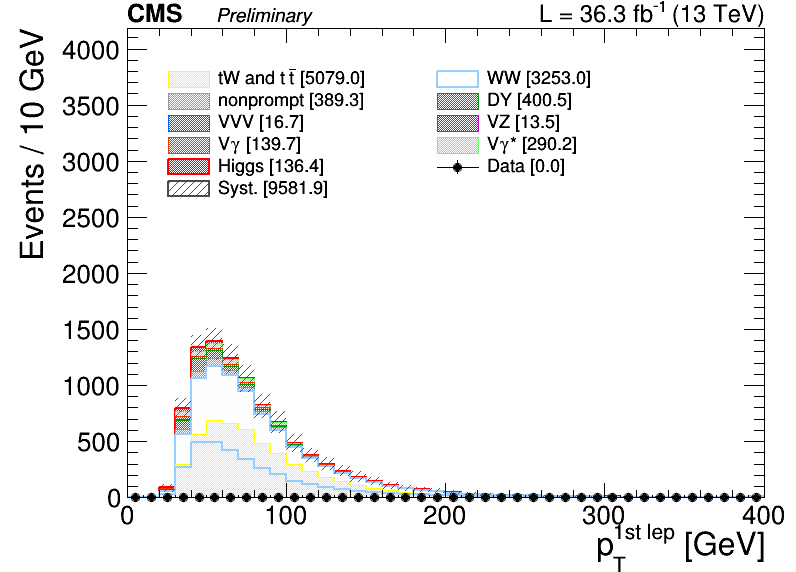 CMS Preliminary L = 36.3 fb⁻¹ (13 TeV)
Events / 10 GeV
4000
3500
3000
2500
2000
1500
1000
500
0
tW and tt̄ [5079.0] WW [3253.0]
nonprompt [389.3] DY [400.5]
VVV [16.7] VZ [13.5]
Vγ [139.7] Vγ* [290.2]
Higgs [136.4] Data [0.0]
Syst. [9581.9]
0 100 200 300 400
p_T^1st lep [GeV]